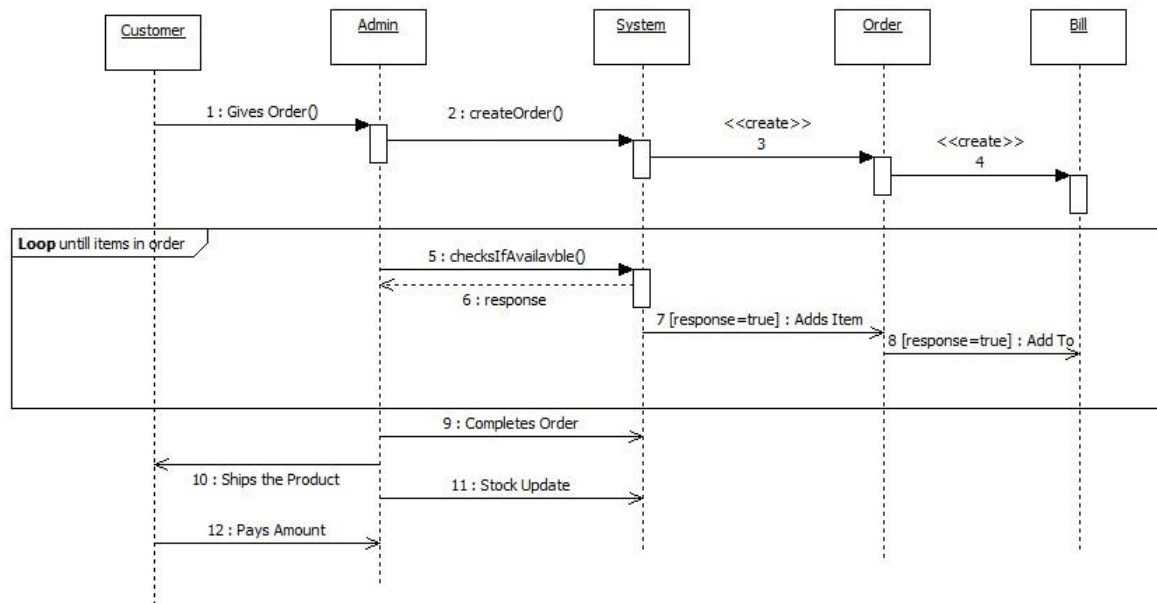 Customer
Admin
System
Order
Bill
1 : Gives Order()
2 : createOrder()
<<create>>
3
<<create>>
4
Loop untill items in order
5 : checksIfAvailavble()
6 : response
7 [response=true] : Adds Item
8 [response=true] : Add To
9 : Completes Order
10 : Ships the Product
11 : Stock Update
12 : Pays Amount